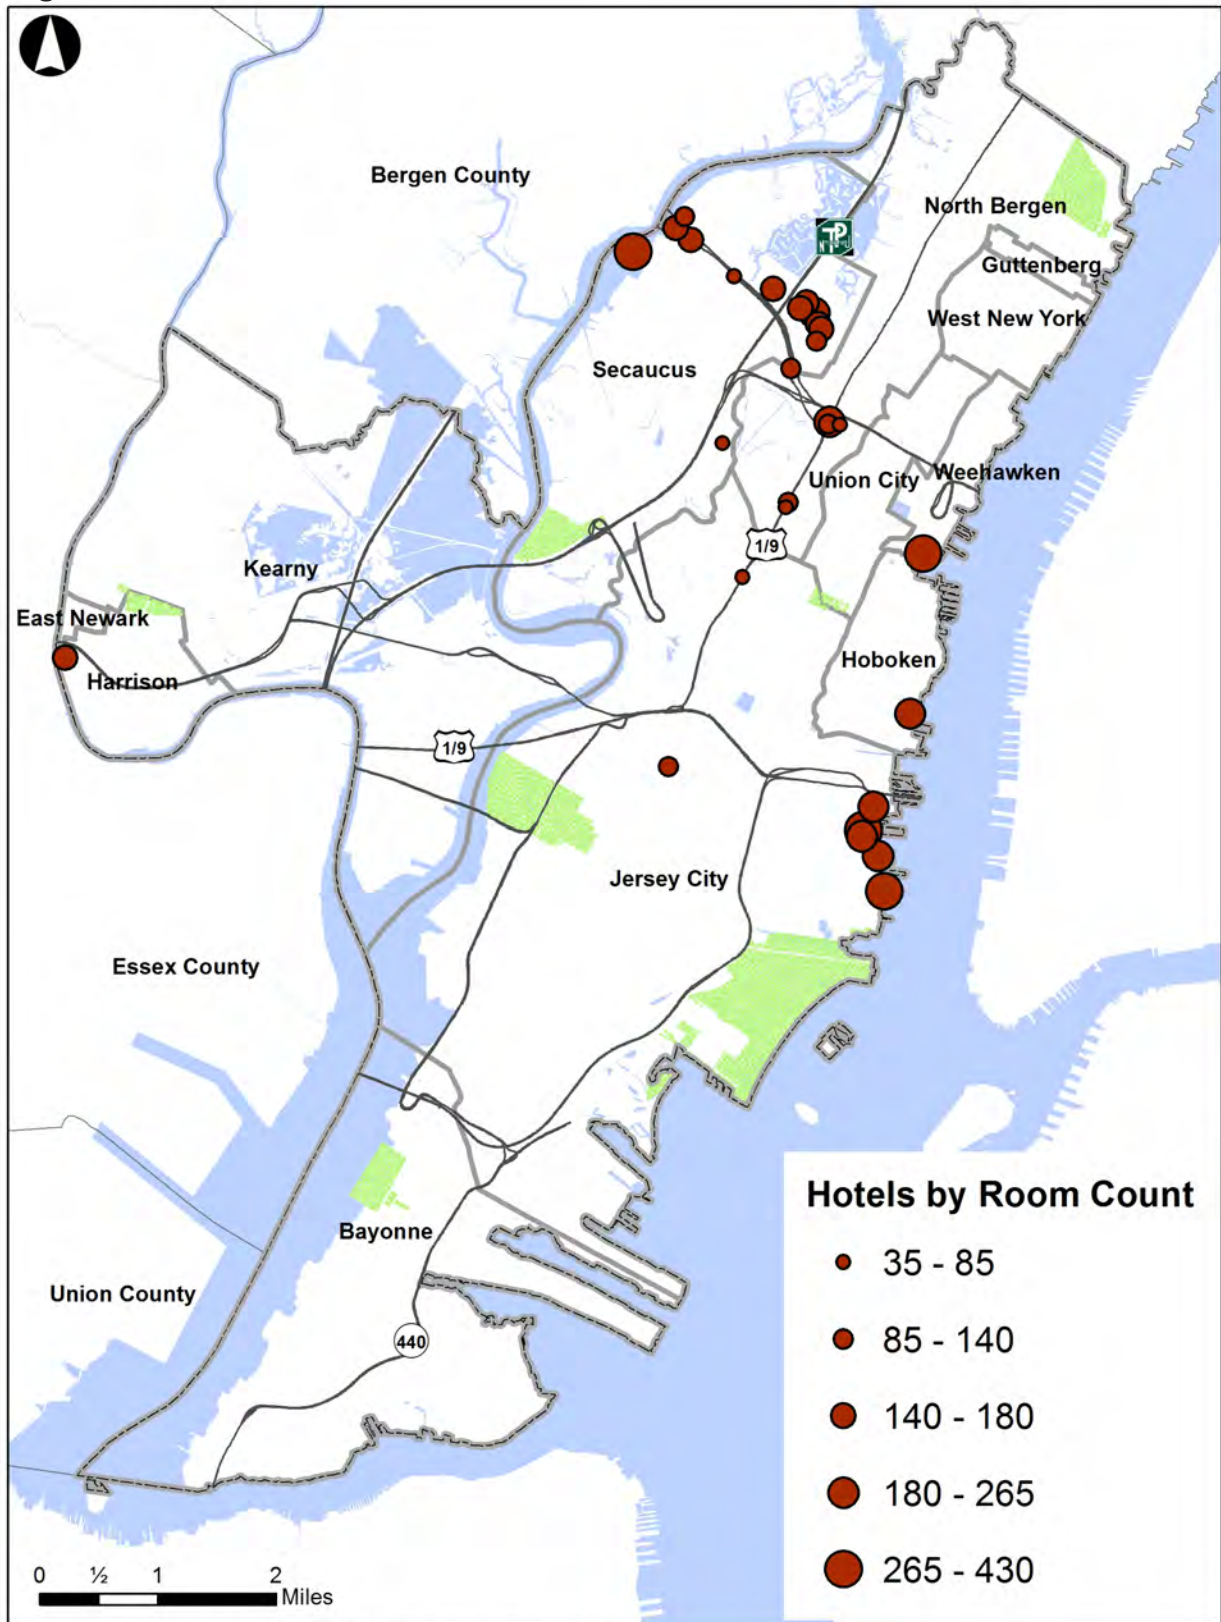 Bergen County
North Bergen
Guttenberg
West New York
Secaucus
Union City
Weehawken
1/9
Kearny
East Newark
Harrison
Hoboken
1/9
Jersey City
Essex County
Bayonne
Union County
440
Hotels by Room Count
35 - 85
85 - 140
140 - 180
180 - 265
265 - 430
0 ½ 1 2
Miles